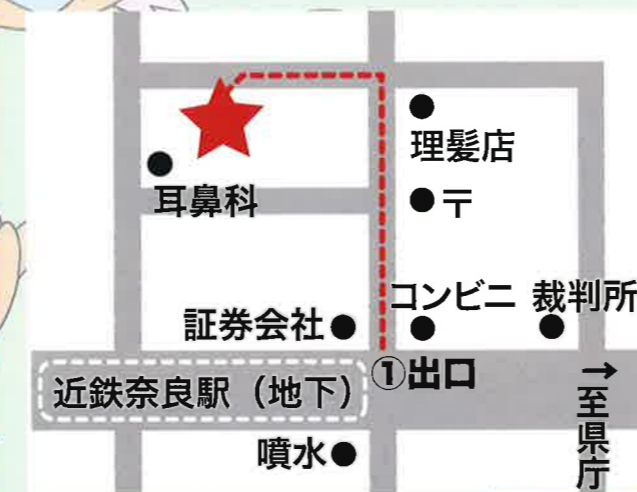 理髪店
耳鼻科
〒
コンビニ
裁判所
証券会社
①出口
近鉄奈良駅（地下）
→至県庁
噴水